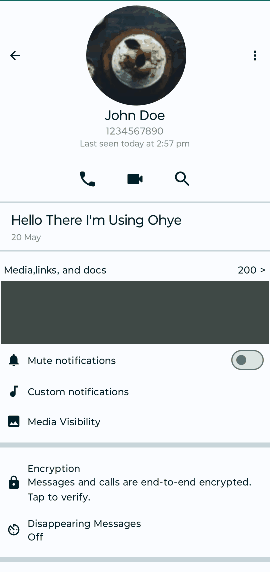 John Doe
1234567890
Last seen today at 2:57 pm
Hello There I'm Using Ohye
20 May
Media,links, and docs 200 >
Mute notifications
Custom notifications
Media Visibility
Encryption
Messages and calls are end-to-end encrypted.
Tap to verify.
Disappearing Messages
Off